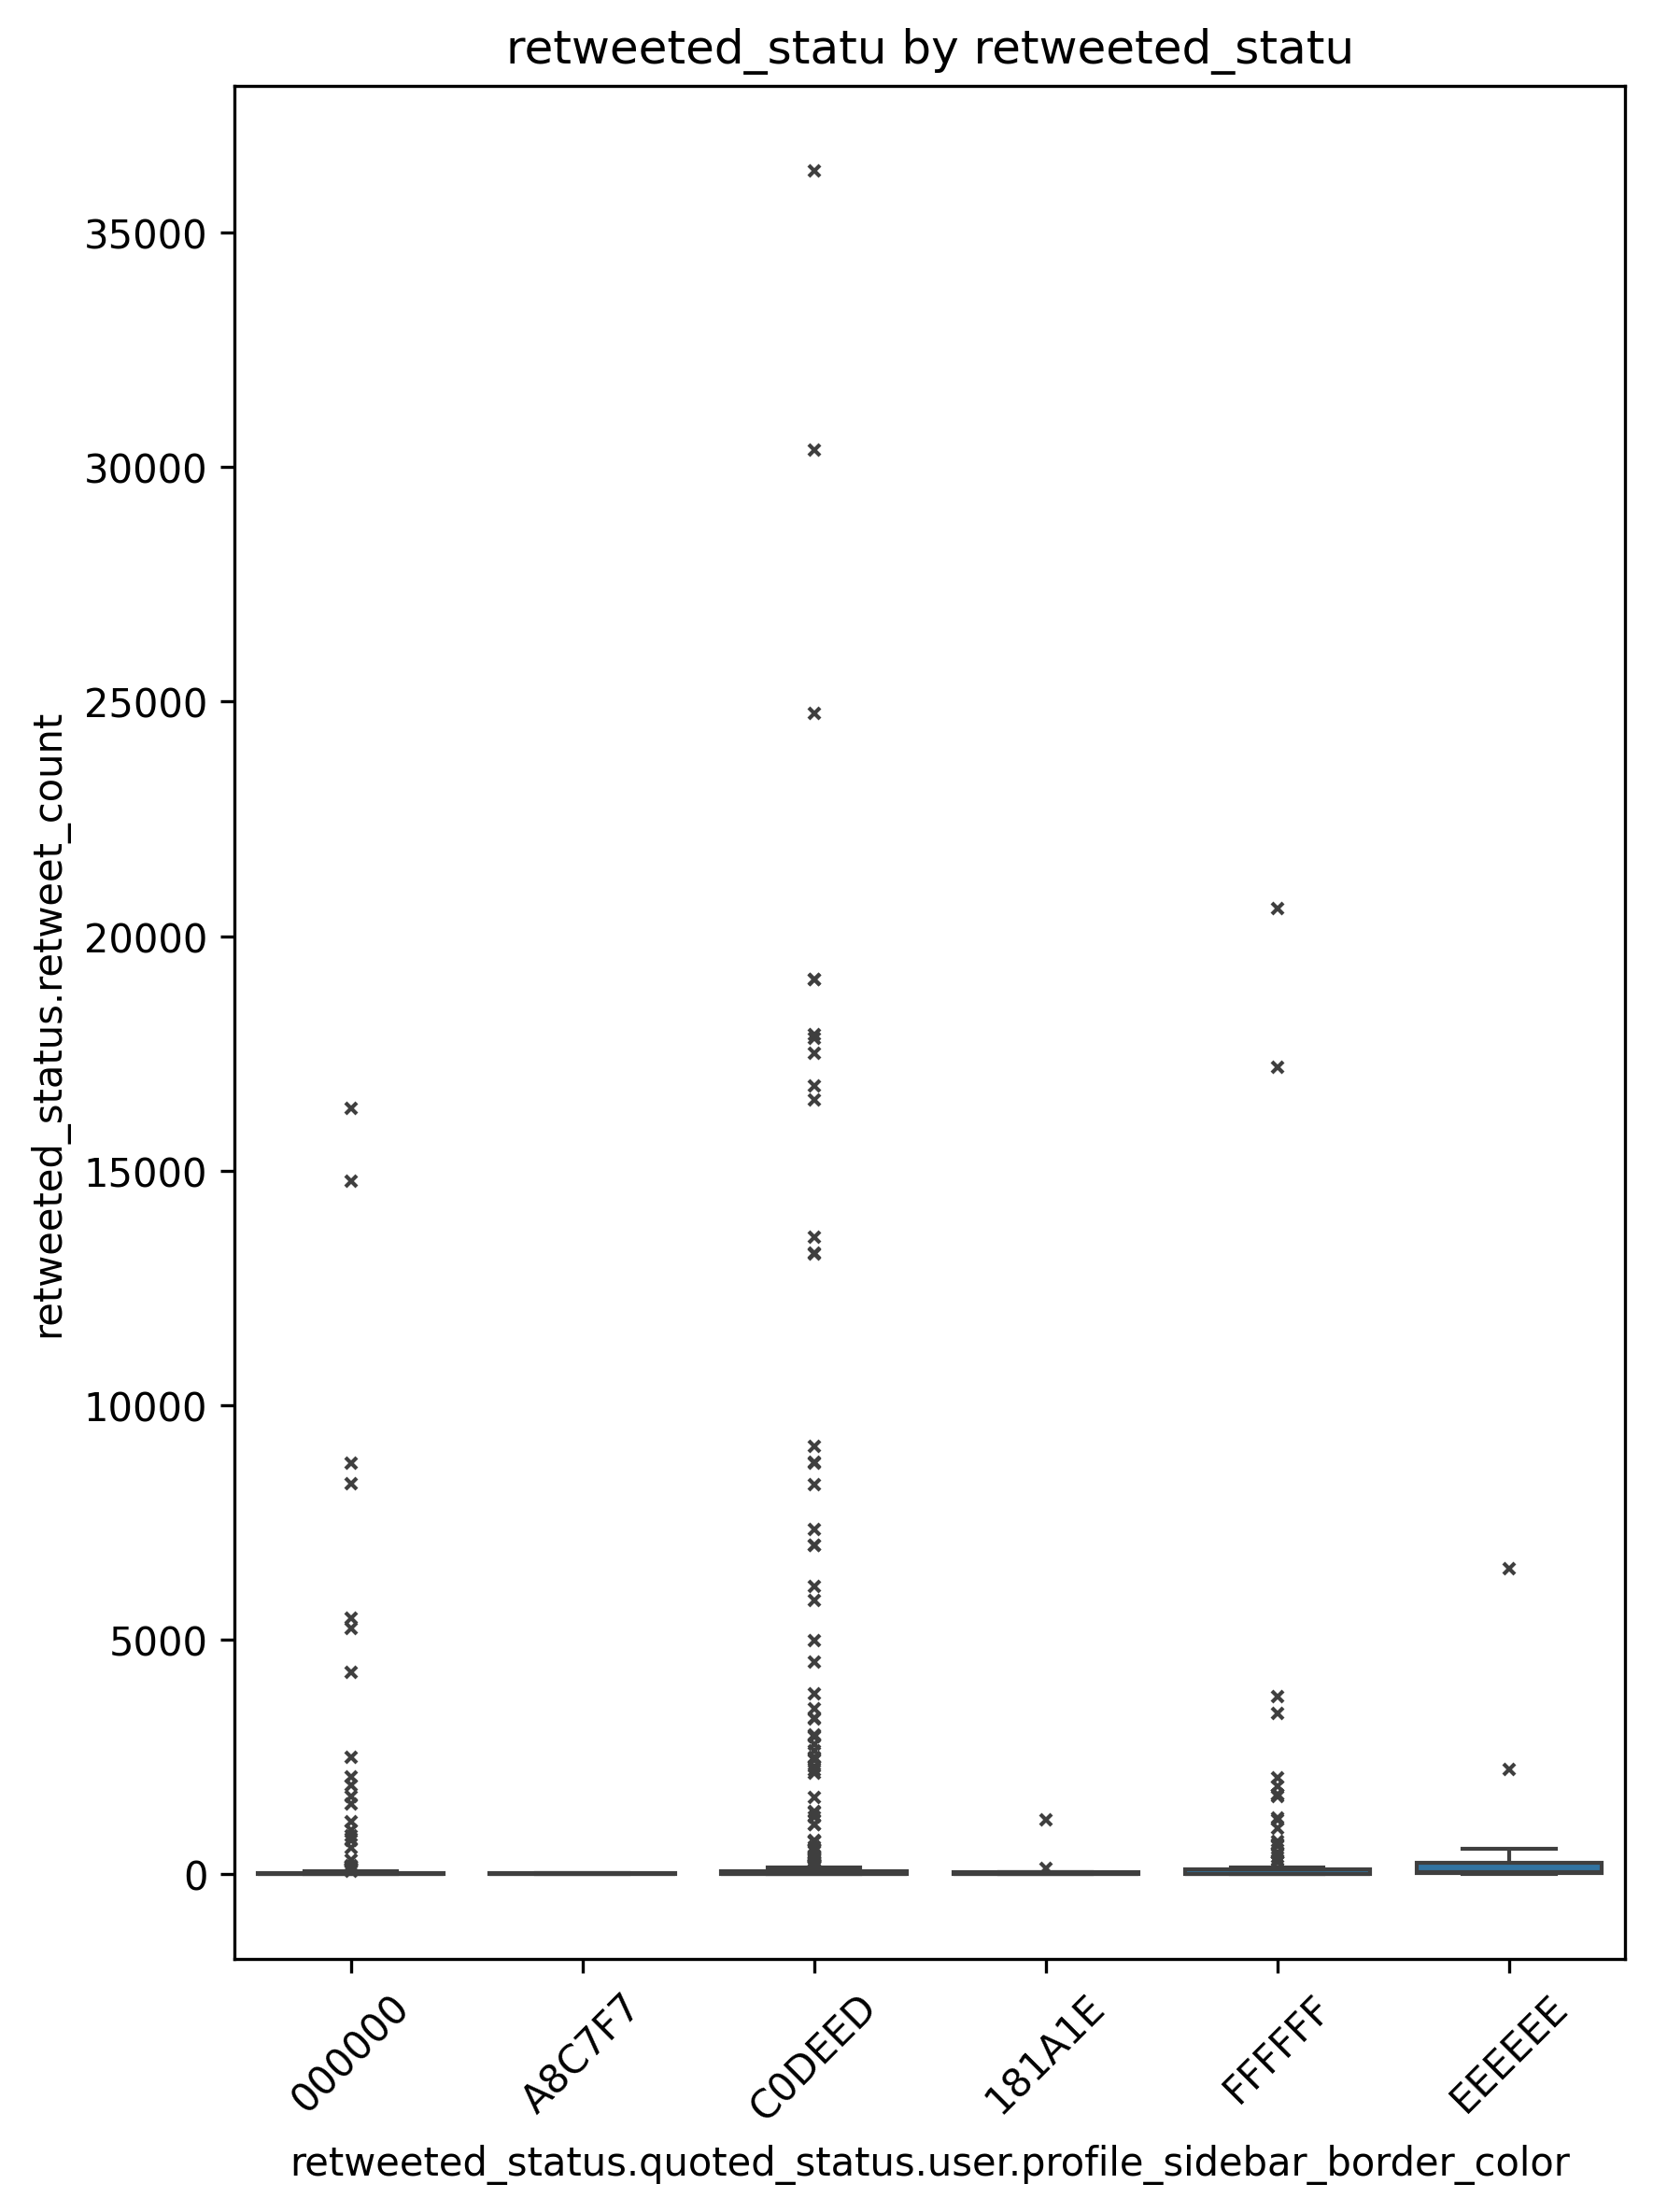 retweeted_statu by retweeted_statu
retweeted_status.retweet_count
35000
30000
25000
20000
15000
10000
5000
0
000000
A8C7F7
C0DEED
181A1E
FFFFFF
EEEEEE
retweeted_status.quoted_status.user.profile_sidebar_border_color